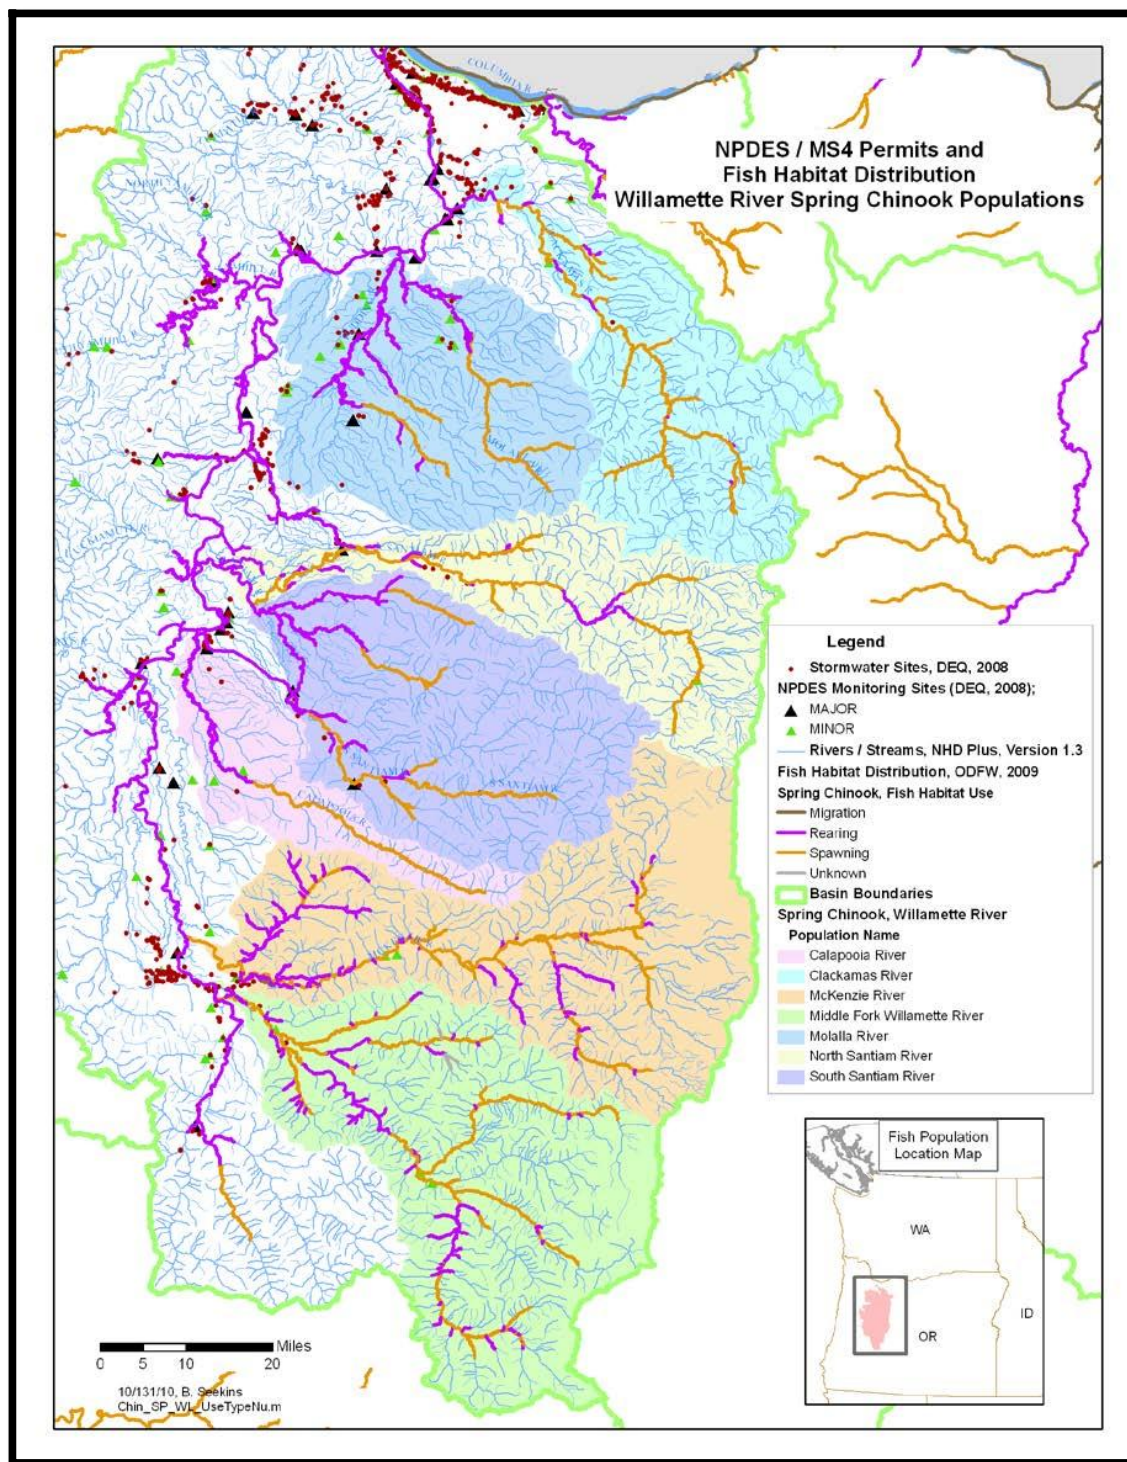 COLUMBIA R.
NPDES / MS4 Permits and
Fish Habitat Distribution
Willamette River Spring Chinook Populations
CALAPOOIA R.
S SANTIAM R.
Legend
Stormwater Sites, DEQ, 2008
NPDES Monitoring Sites (DEQ, 2008);
MAJOR
MINOR
Rivers / Streams, NHD Plus, Version 1.3
Fish Habitat Distribution, ODFW, 2009
Spring Chinook, Fish Habitat Use
Migration
Rearing
Spawning
Unknown
Basin Boundaries
Spring Chinook, Willamette River
Population Name
Calapooia River
Clackamas River
McKenzie River
Middle Fork Willamette River
Molalla River
North Santiam River
South Santiam River
Fish Population
Location Map
WA
ID
OR
Miles
0 5 10 20
10/131/10, B. Seekins
Chin_SP_WL_UseTypeNu.m